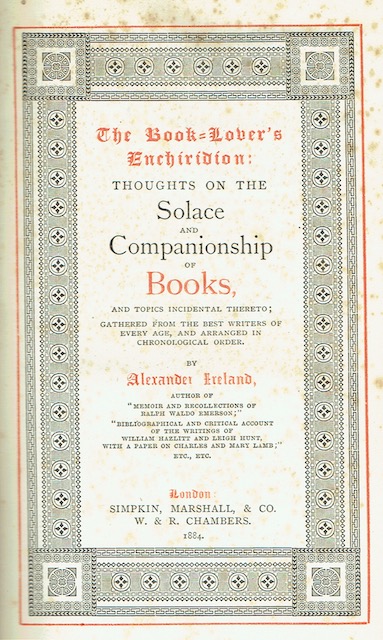 The Book=Lover's
Enchiridion:
THOUGHTS ON THE
Solace
AND
Companionship
OF
Books,
AND TOPICS INCIDENTAL THERETO;
GATHERED FROM THE BEST WRITERS OF
EVERY AGE, AND ARRANGED IN
CHRONOLOGICAL ORDER.
BY
Alexander Ireland,
AUTHOR OF
"MEMOIR AND RECOLLECTIONS OF
RALPH WALDO EMERSON;"
"BIBLIOGRAPHICAL AND CRITICAL ACCOUNT
OF THE WRITINGS OF
WILLIAM HAZLITT AND LEIGH HUNT,
WITH A PAPER ON CHARLES AND MARY LAMB;"
ETC., ETC.
London:
SIMPKIN, MARSHALL, & CO.
W. & R. CHAMBERS.
1884.